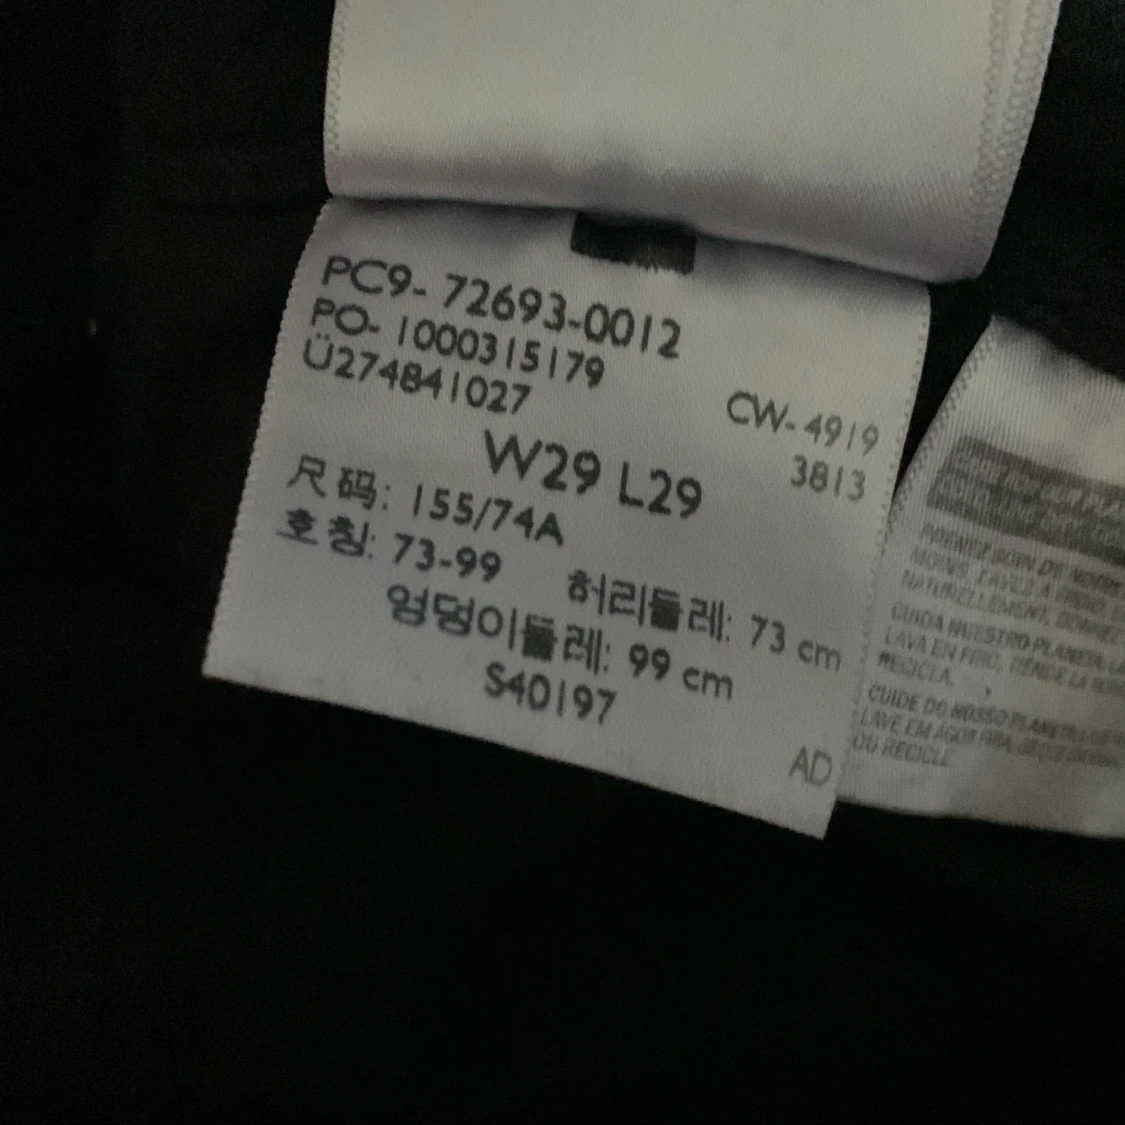 PC9- 72693-0012
PO- 1000315179
Ü274841027
CW- 4919
3813
W29 L29
尺码: 155/74A
호칭: 73-99
허리둘레: 73 cm
엉덩이둘레: 99 cm
S40197
AD
NATURELLEMENT,
CUIDA NUESTRO PLANETA
LAVA EN FRIO,
RECICLA.
CUIDE DO NOSSO PLANETA
LAVE EM ÁGUA FRIA,
OU RECICLE